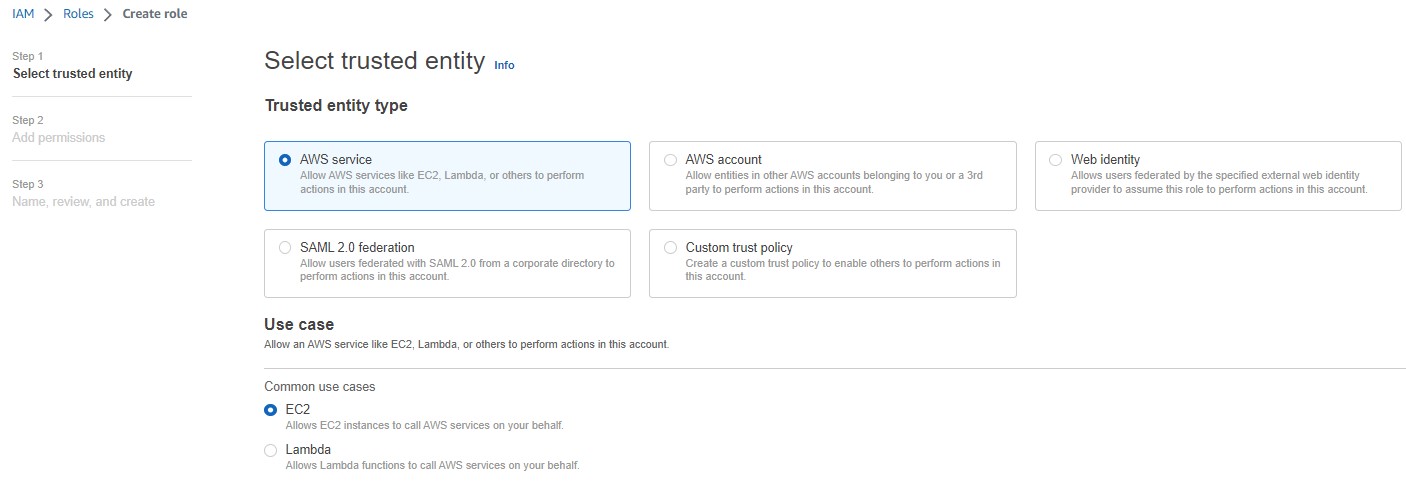 IAM > Roles > Create role
Step 1
Select trusted entity
Step 2
Add permissions
Step 3
Name, review, and create
Select trusted entity Info
Trusted entity type
AWS service
Allow AWS services like EC2, Lambda, or others to perform
actions in this account.
AWS account
Allow entities in other AWS accounts belonging to you or a 3rd
party to perform actions in this account.
Web identity
Allows users federated by the specified external web identity
provider to assume this role to perform actions in this account.
SAML 2.0 federation
Allow users federated with SAML 2.0 from a corporate directory to
perform actions in this account.
Custom trust policy
Create a custom trust policy to enable others to perform actions in
this account.
Use case
Allow an AWS service like EC2, Lambda, or others to perform actions in this account.
Common use cases
EC2
Allows EC2 instances to call AWS services on your behalf.
Lambda
Allows Lambda functions to call AWS services on your behalf.